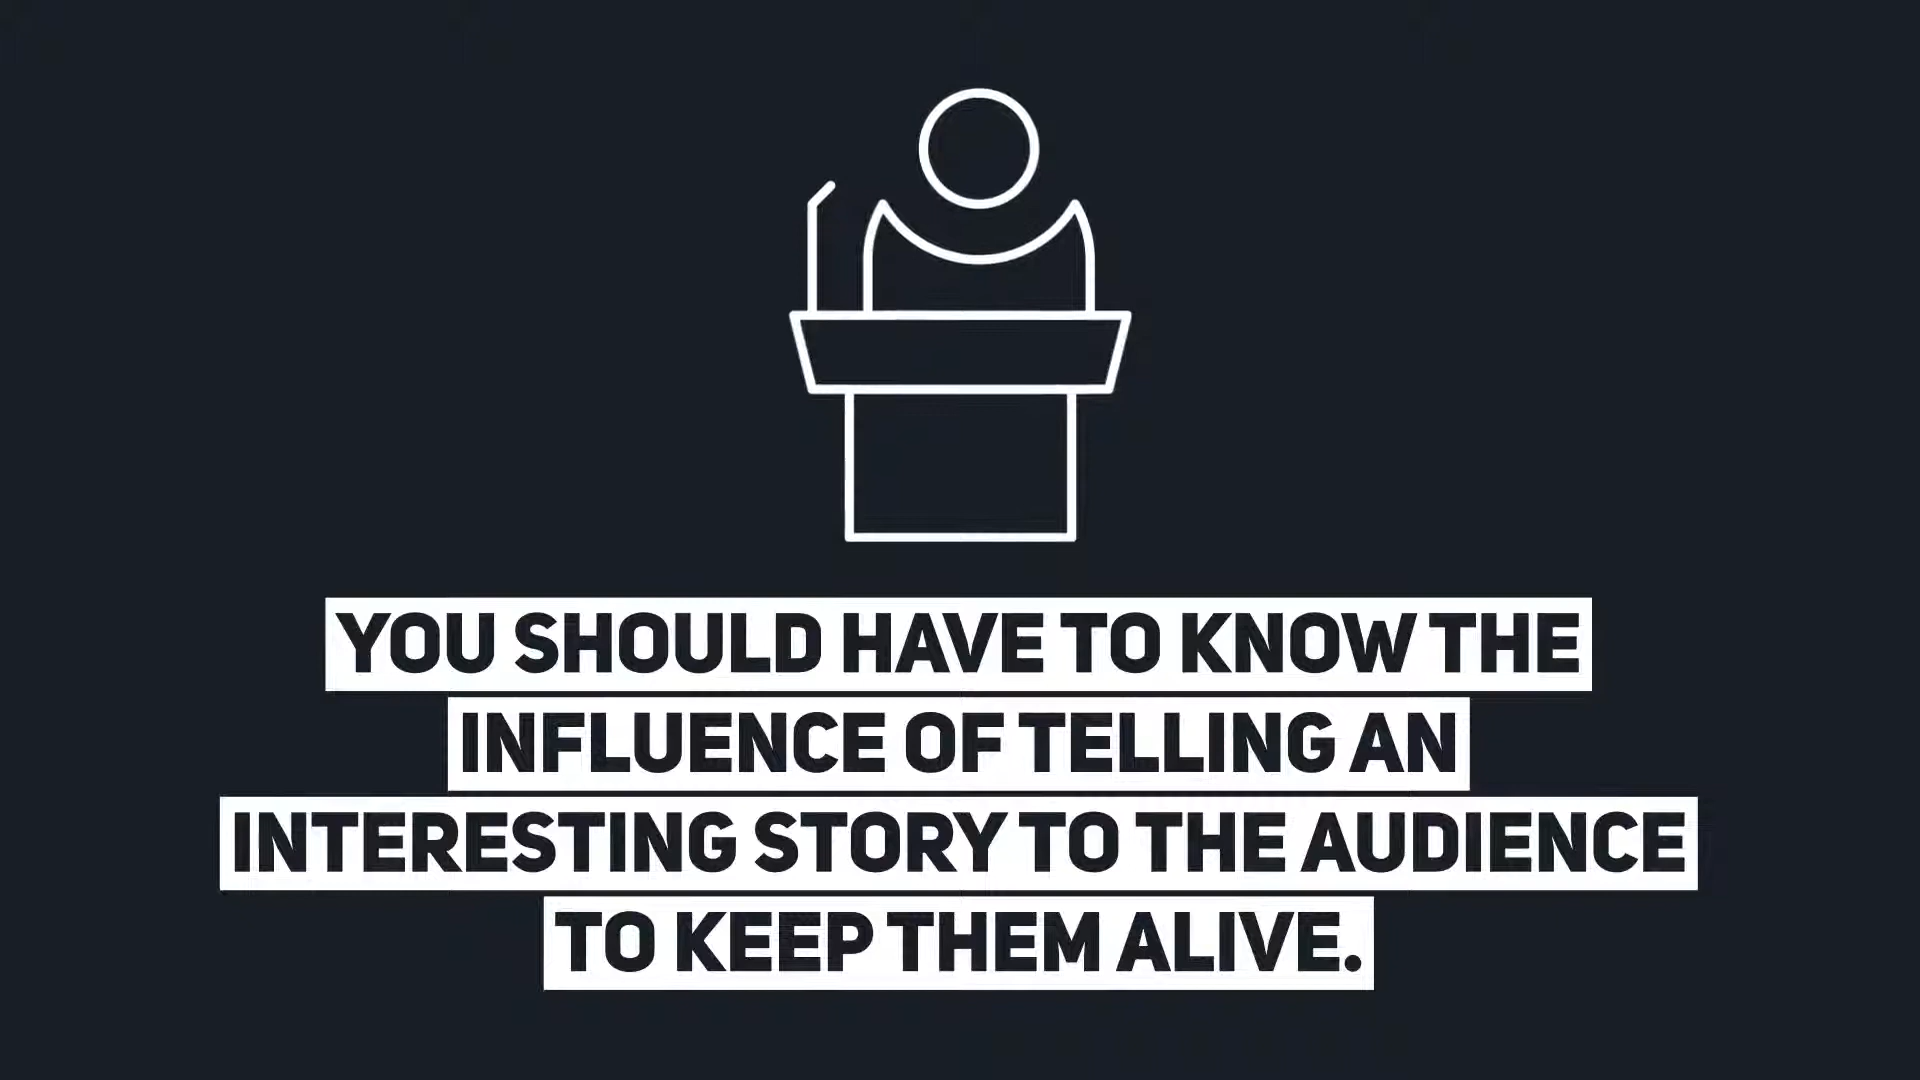 YOU SHOULD HAVE TO KNOW THE
INFLUENCE OF TELLING AN
INTERESTING STORY TO THE AUDIENCE
TO KEEP THEM ALIVE.